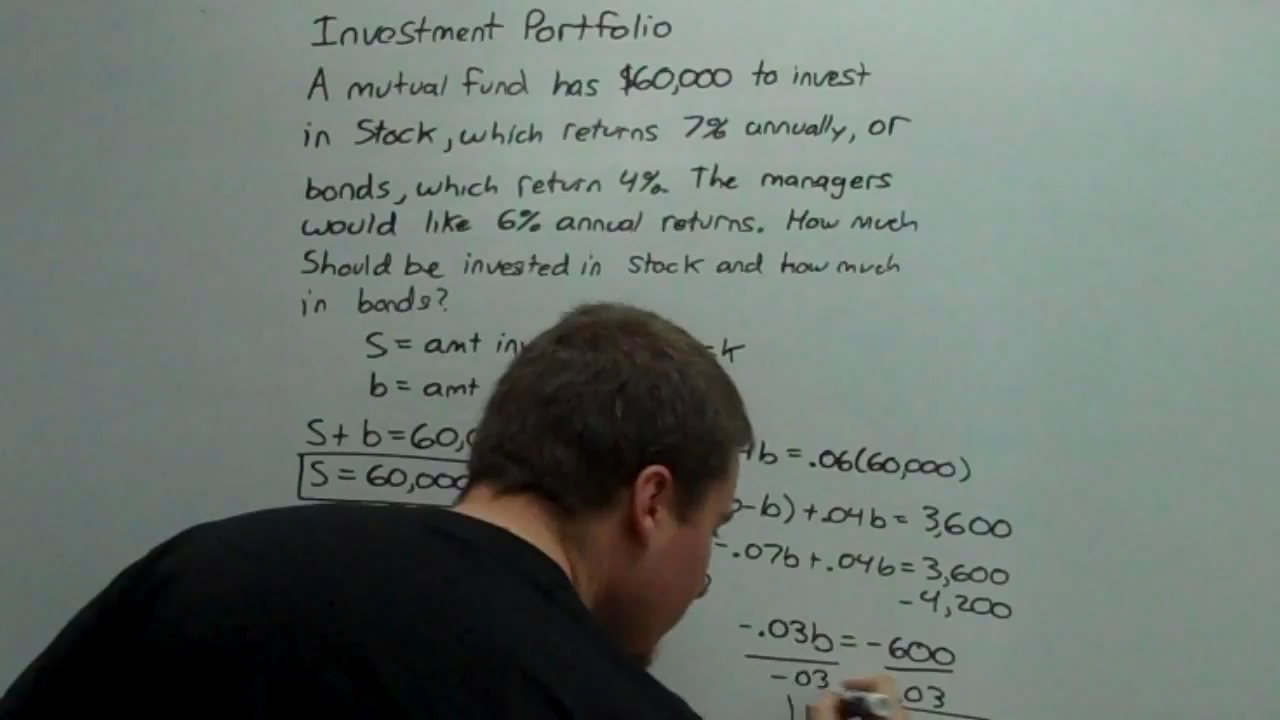 Investment Portfolio
A mutual fund has $60,000 to invest
in Stock, which returns 7% annually, or
bonds, which return 4%. The managers
would like 6% annual returns. How much
Should be invested in stock and how much
in bonds?
S = amt
b = amt
S + b = 60,
S = 60,000
b = .06(60,000)
-b) + .04b = 3,600
-.07b + .04b = 3,600
-4,200
-.03b = -600
-03 03